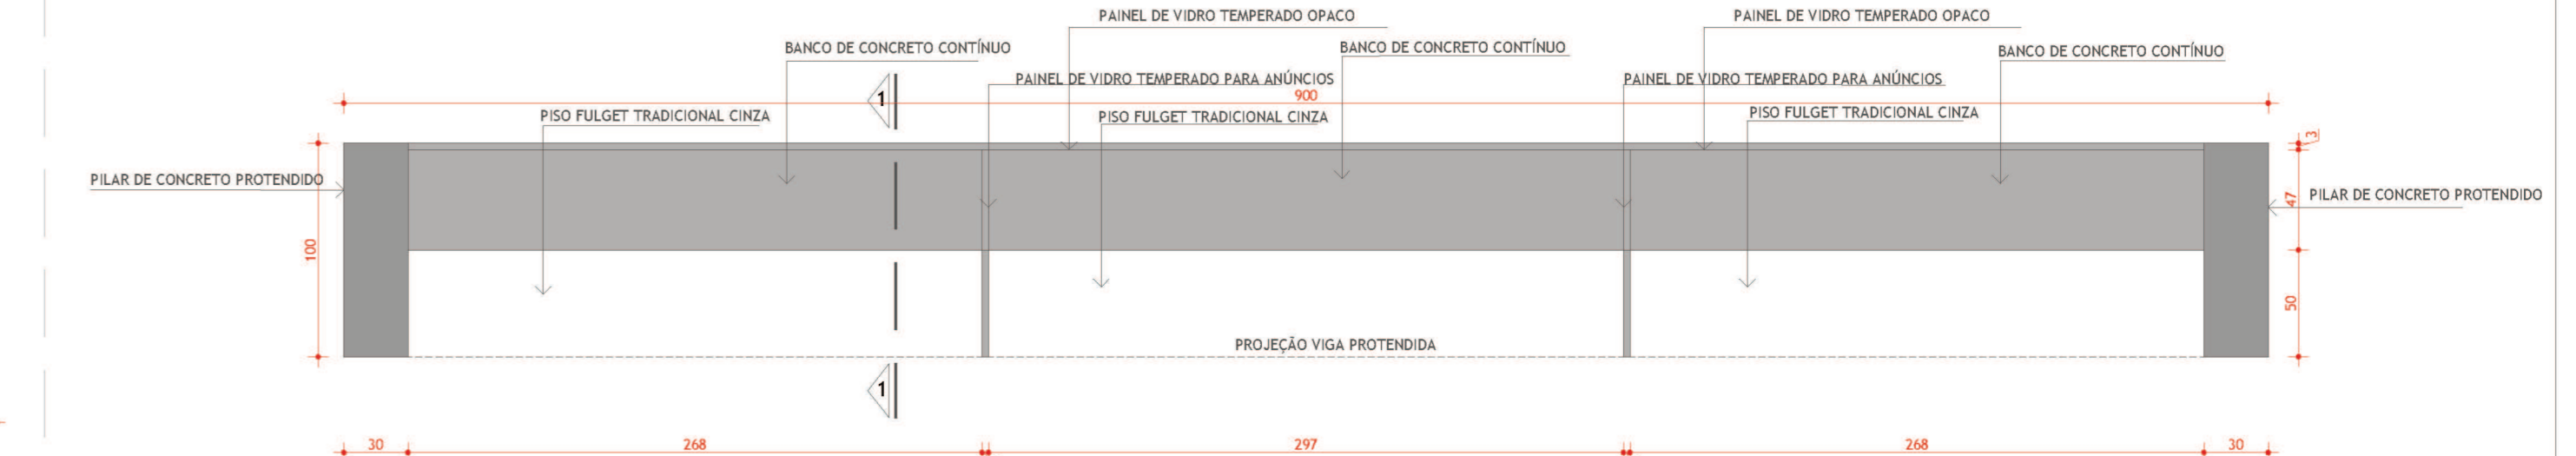 PAINEL DE VIDRO TEMPERADO OPACO
PAINEL DE VIDRO TEMPERADO OPACO
BANCO DE CONCRETO CONTÍNUO
BANCO DE CONCRETO CONTÍNUO
BANCO DE CONCRETO CONTÍNUO
PAINEL DE VIDRO TEMPERADO PARA ANÚNCIOS
PAINEL DE VIDRO TEMPERADO PARA ANÚNCIOS
1
900
PISO FULGET TRADICIONAL CINZA
PISO FULGET TRADICIONAL CINZA
PISO FULGET TRADICIONAL CINZA
3
PILAR DE CONCRETO PROTENDIDO
47
PILAR DE CONCRETO PROTENDIDO
100
50
PROJEÇÃO VIGA PROTENDIDA
1
30
268
297
268
30